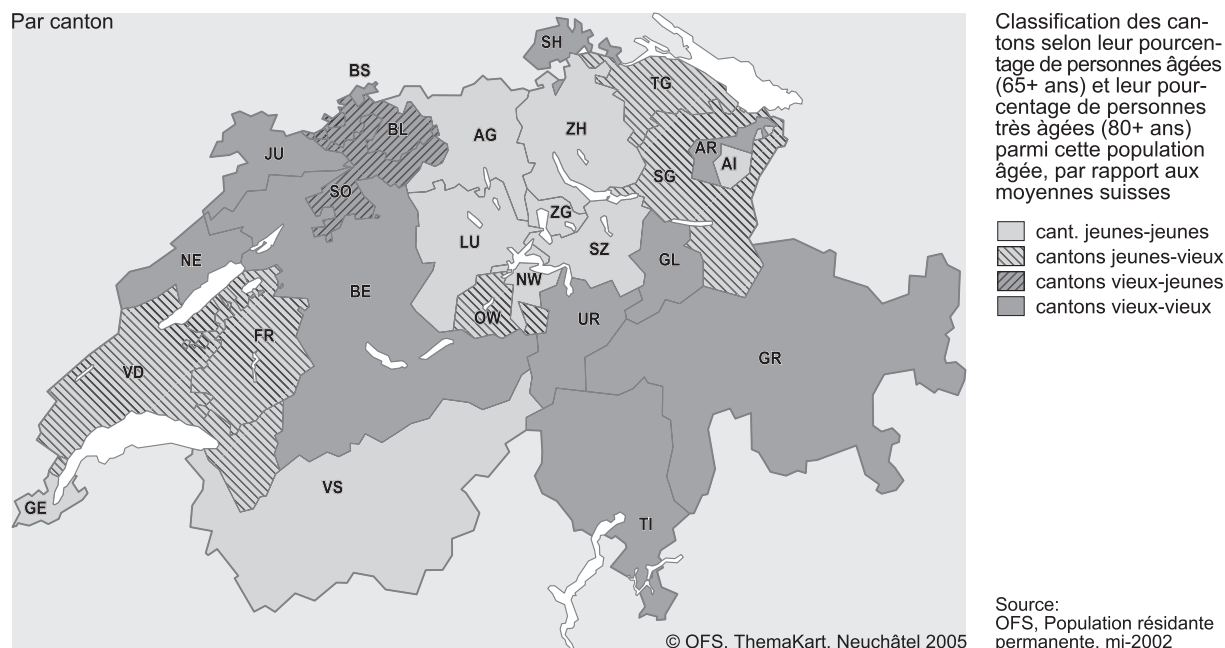 Par canton
SH
BS
TG
BL
AG
ZH
JU
AR
AI
SG
SO
ZG
LU
SZ
NE
GL
NW
BE
OW
UR
FR
GR
VD
VS
GE
TI
© OFS, ThemaKart, Neuchâtel 2005
Classification des can-
tons selon leur pourcen-
tage de personnes âgées
(65+ ans) et leur pour-
centage de personnes
très àgées (80+ ans)
parmi cette population
âgée, par rapport aux
moyennes suisses
cant. jeunes-jeunes
cantons jeunes-vieux
cantons vieux-jeunes
cantons vieux-vieux
Source:
OFS, Population résidante
permanente, mi-2002